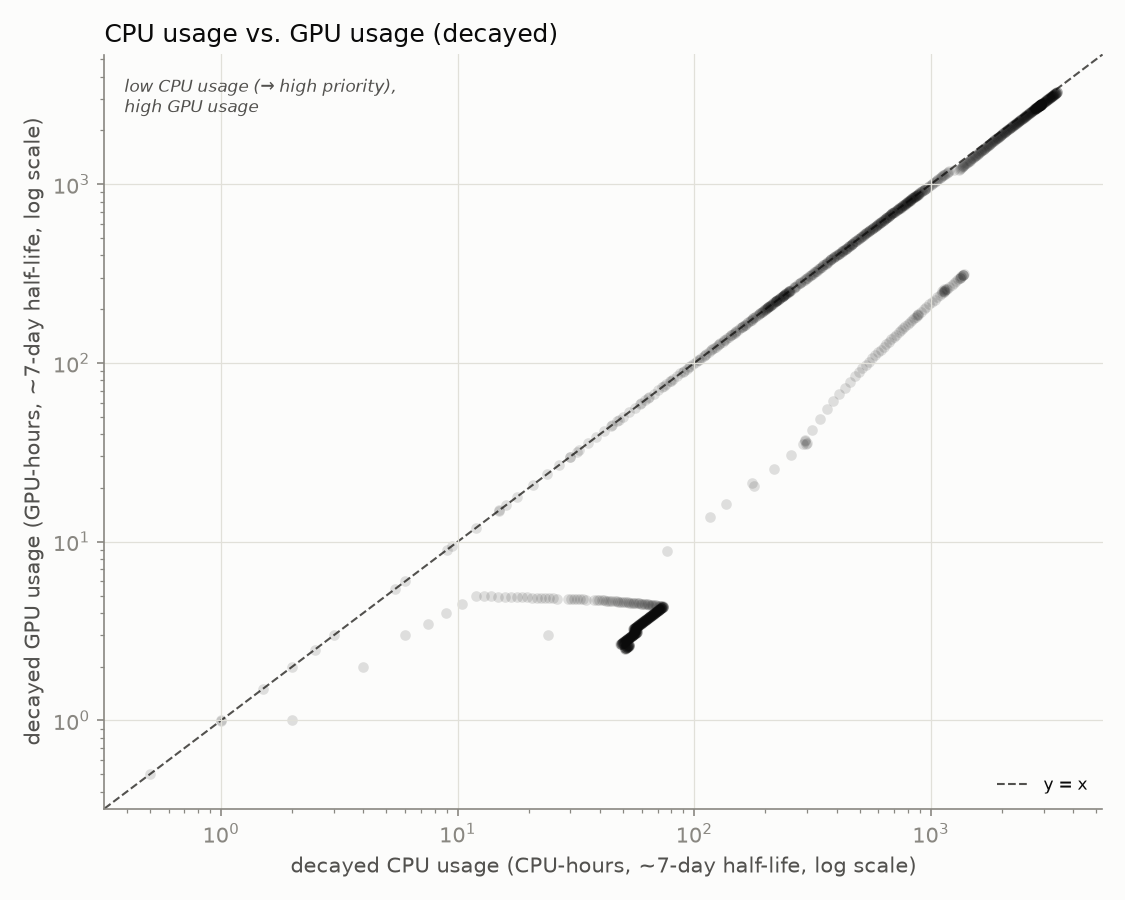 CPU usage vs. GPU usage (decayed)
low CPU usage (→ high priority),
high GPU usage
decayed GPU usage (GPU-hours, ~7-day half-life, log scale)
10³
10²
10¹
10⁰
y = x
10⁰ 10¹ 10² 10³
decayed CPU usage (CPU-hours, ~7-day half-life, log scale)